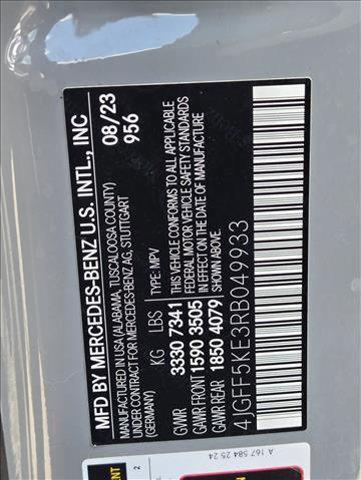 MFD BY MERCEDES-BENZ U.S. INTL., INC
MANUFACTURED IN USA (ALABAMA, TUSCALOOSA COUNTY)
UNDER CONTRACT FOR MERCEDES-BENZ AG, STUTTGART
(GERMANY)
08/23
956
KG LBS TYPE: MPV
GVWR 3330 7341
GAWR FRONT 1590 3505
GAWR REAR 1850 4079
THIS VEHICLE CONFORMS TO ALL APPLICABLE
FEDERAL MOTOR VEHICLE SAFETY STANDARDS
IN EFFECT ON THE DATE OF MANUFACTURE
SHOWN ABOVE.
4JGFF5KE3RB049933
A 167 584 25 24
2